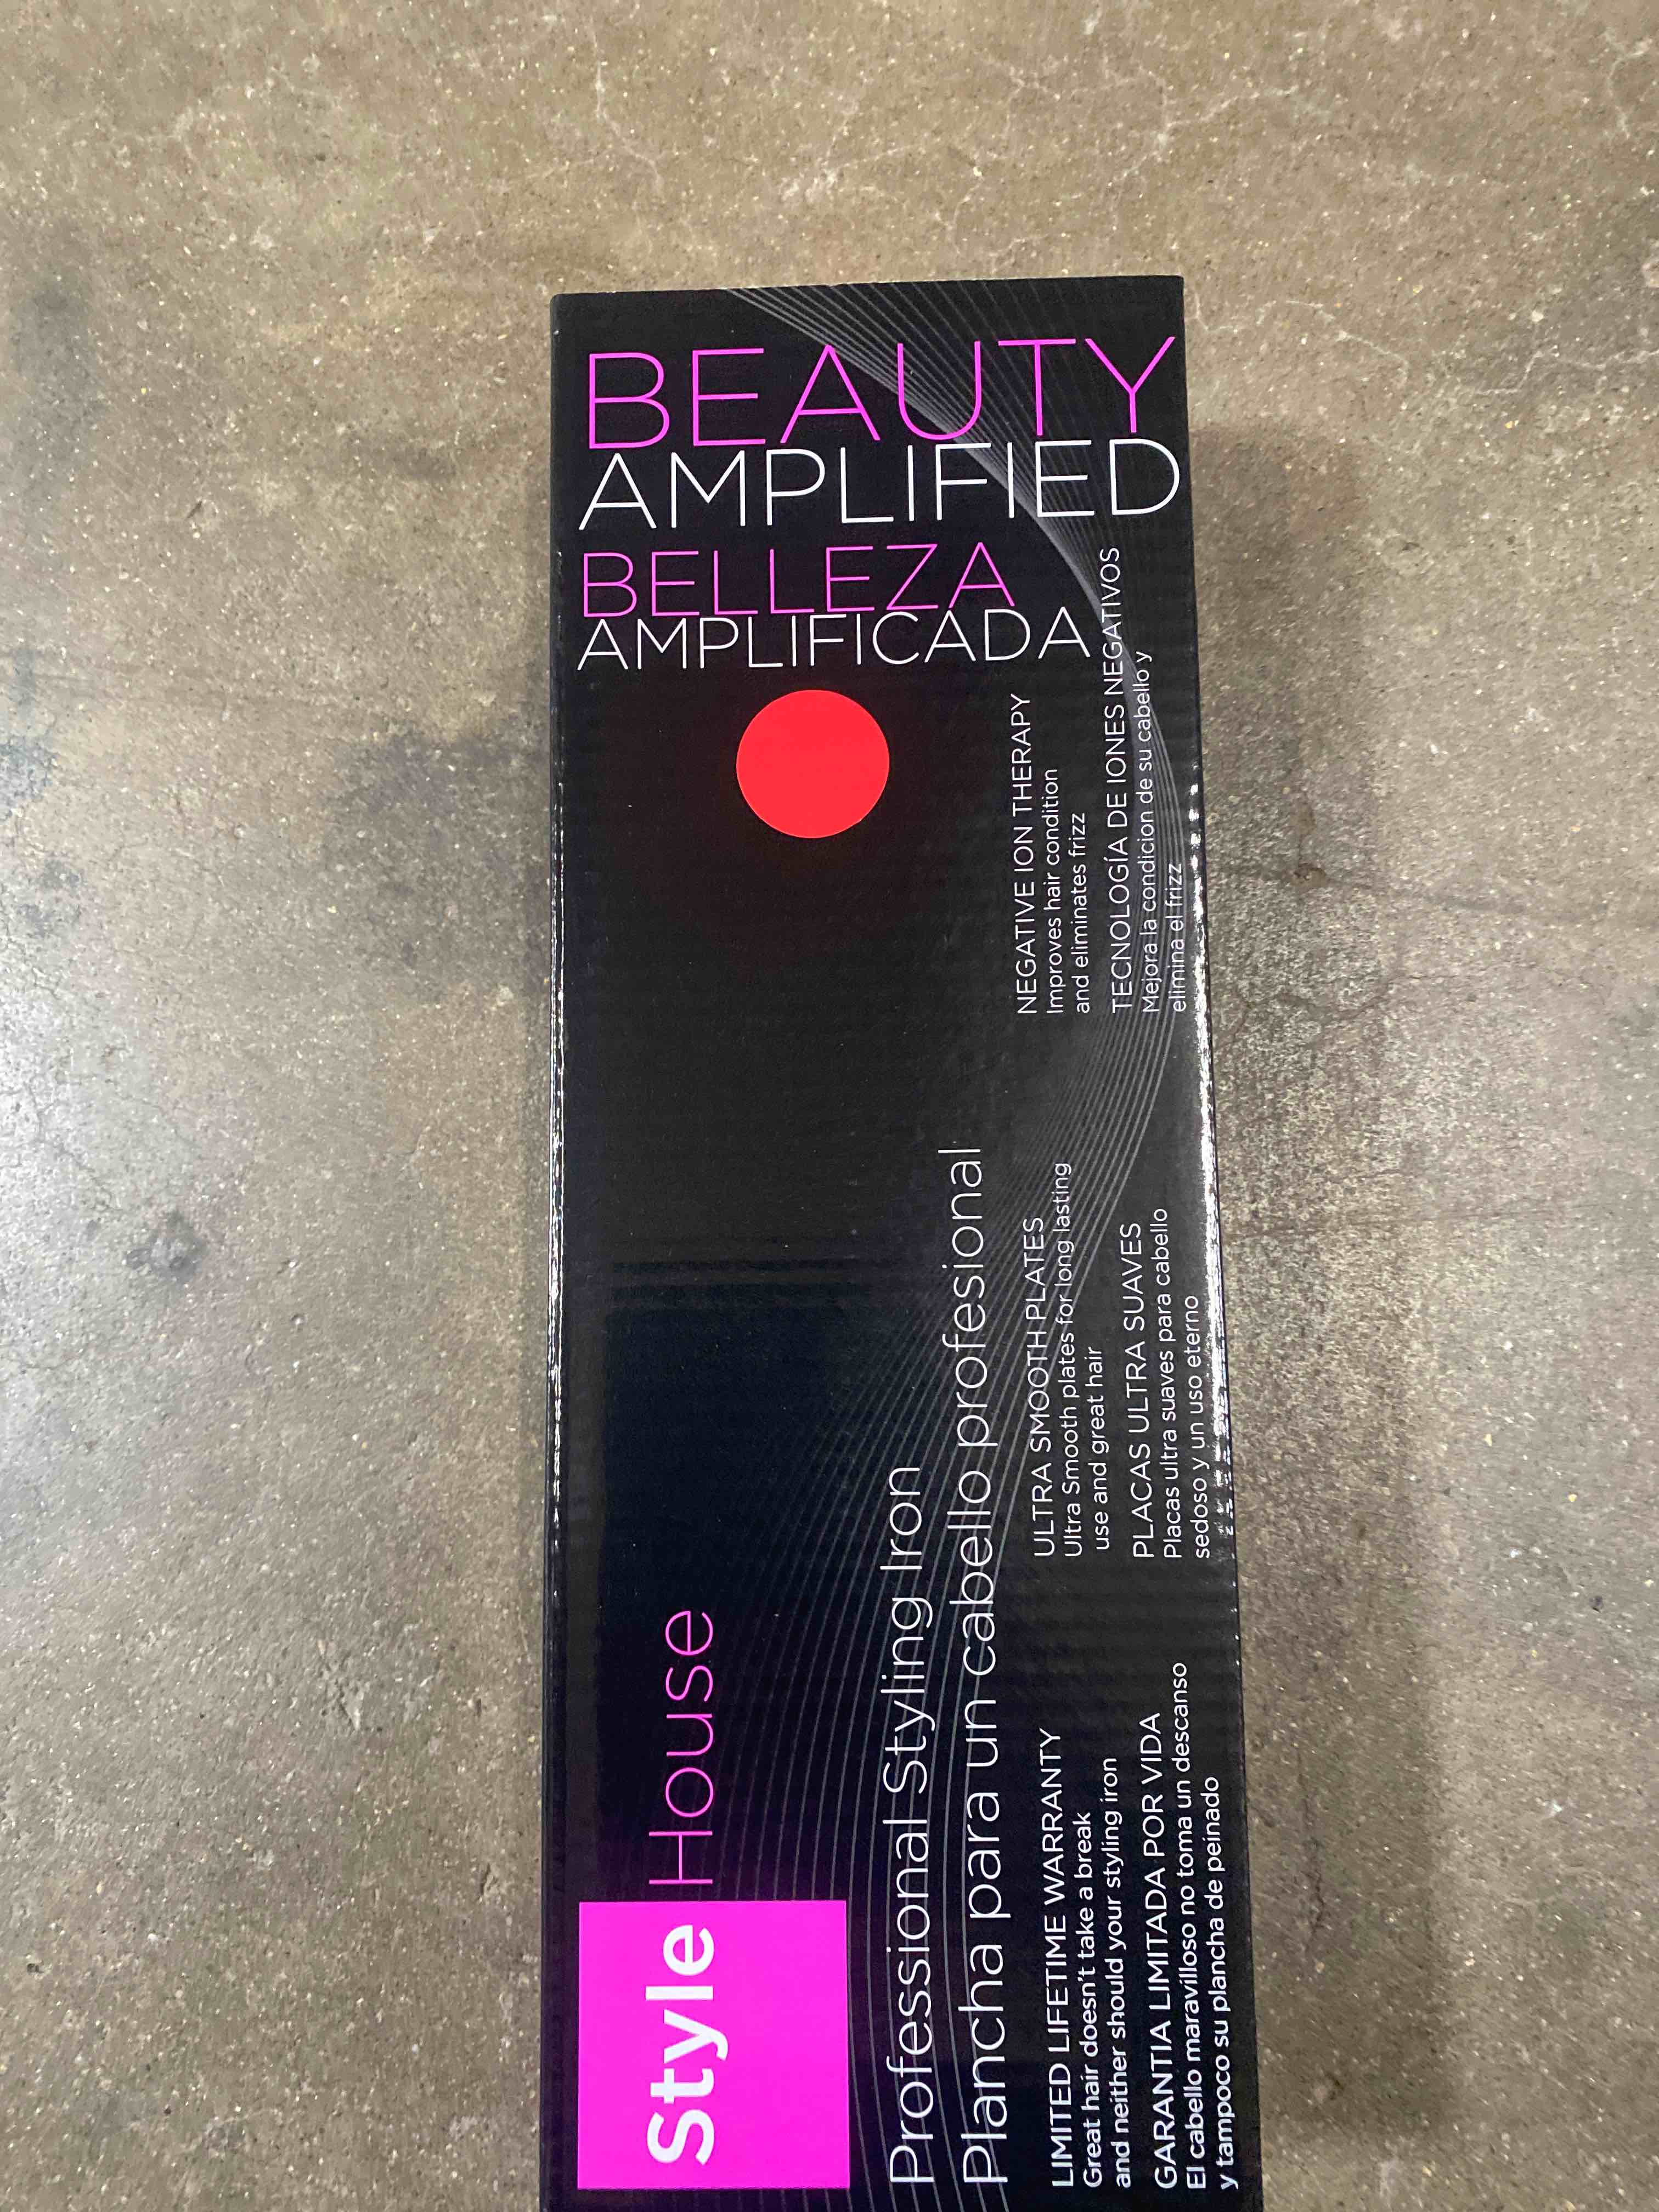 BEAUTY
AMPLIFIED
BELLEZA
AMPLIFICADA
Style House
Professional Styling Iron
Plancha para un cabello profesional
LIMITED LIFETIME WARRANTY
Great hair doesn't take a break
and neither should your styling iron
GARANTIA LIMITADA POR VIDA
El cabello maravilloso no toma un descanso
y tampoco su plancha de peinado
ULTRA SMOOTH PLATES
Ultra Smooth plates for long lasting
use and great hair
PLACAS ULTRA SUAVES
Placas ultra suaves para cabello
sedoso y un uso eterno
NEGATIVE ION THERAPY
Improves hair condition
and eliminates frizz
TECNOLOGÍA DE IONES NEGATIVOS
Mejora la condicion de su cabello y
elimina el frizz